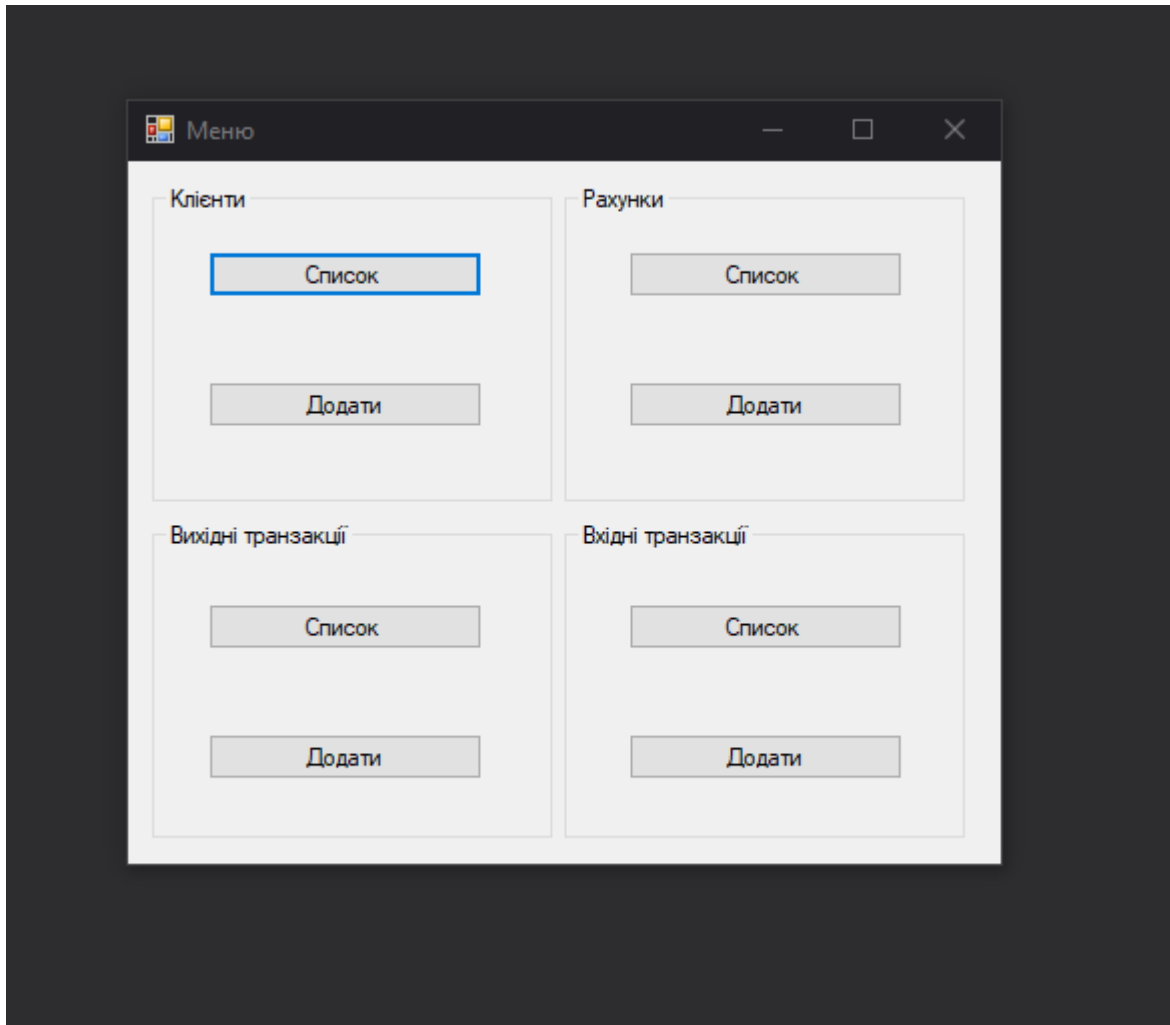 Меню
Клієнти
Список
Додати
Рахунки
Список
Додати
Вихідні транзакції
Список
Додати
Вхідні транзакції
Список
Додати